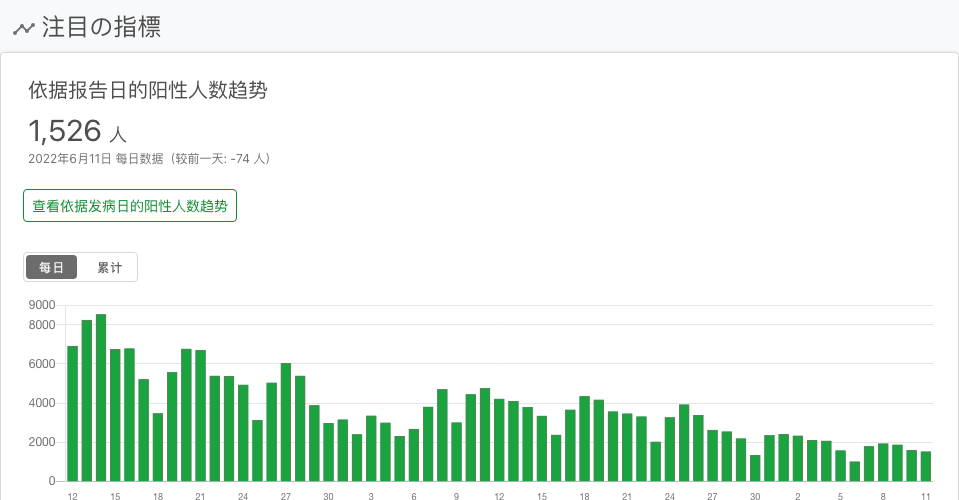 注目の指標
依据报告日的阳性人数趋势
1,526 人
2022年6月11日 每日数据（较前一天: -74 人）
查看依据发病日的阳性人数趋势
每日 累计
9000
8000
6000
4000
2000
0
12 15 18 21 24 27 30 3 6 9 12 15 18 21 24 27 30 2 5 8 11